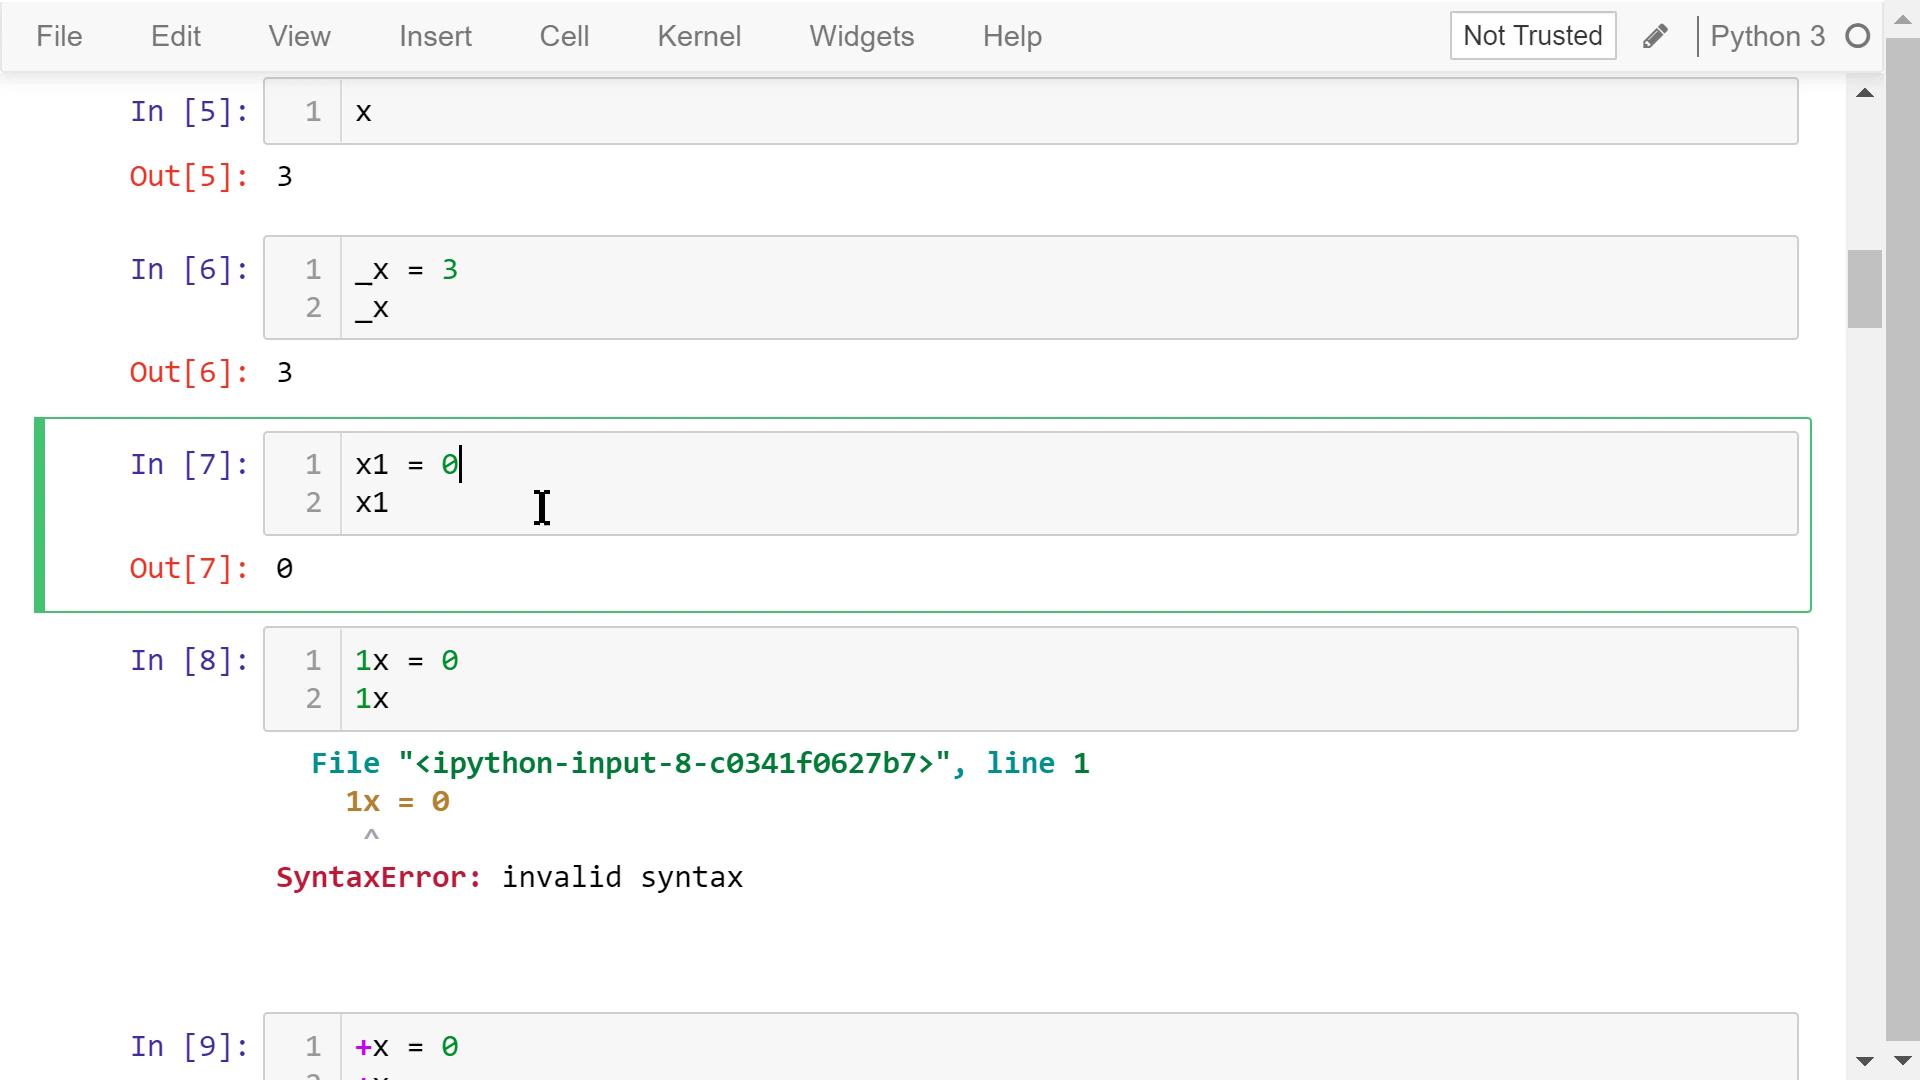 File Edit View Insert Cell Kernel Widgets Help Not Trusted Python 3
In [5]: 1 x
Out[5]: 3
In [6]: 1 _x = 3
2 _x
Out[6]: 3
In [7]: 1 x1 = 0
2 x1
Out[7]: 0
In [8]: 1 1x = 0
2 1x
File "<ipython-input-8-c0341f0627b7>", line 1
1x = 0
^
SyntaxError: invalid syntax
In [9]: 1 +x = 0